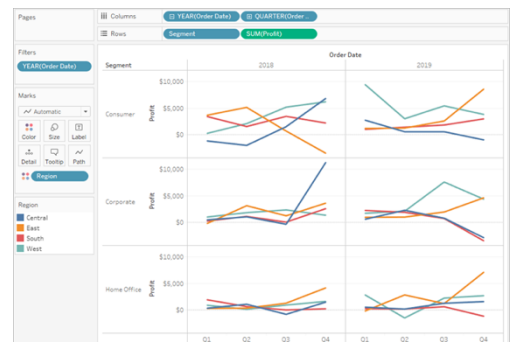 Pages
Columns
YEAR(Order Date)
QUARTER(Order...
Rows
Segment
SUM(Profit)
Filters
YEAR(Order Date)
Marks
Automatic
Color
Size
Label
Detail
Tooltip
Path
Region
Region
Central
East
South
West
Order Date
Segment
2018
2019
Consumer
Profit
$10,000
$5,000
$0
Corporate
Profit
$10,000
$5,000
$0
Home Office
Profit
$10,000
$5,000
$0
Q1 Q2 Q3 Q4 Q1 Q2 Q3 Q4